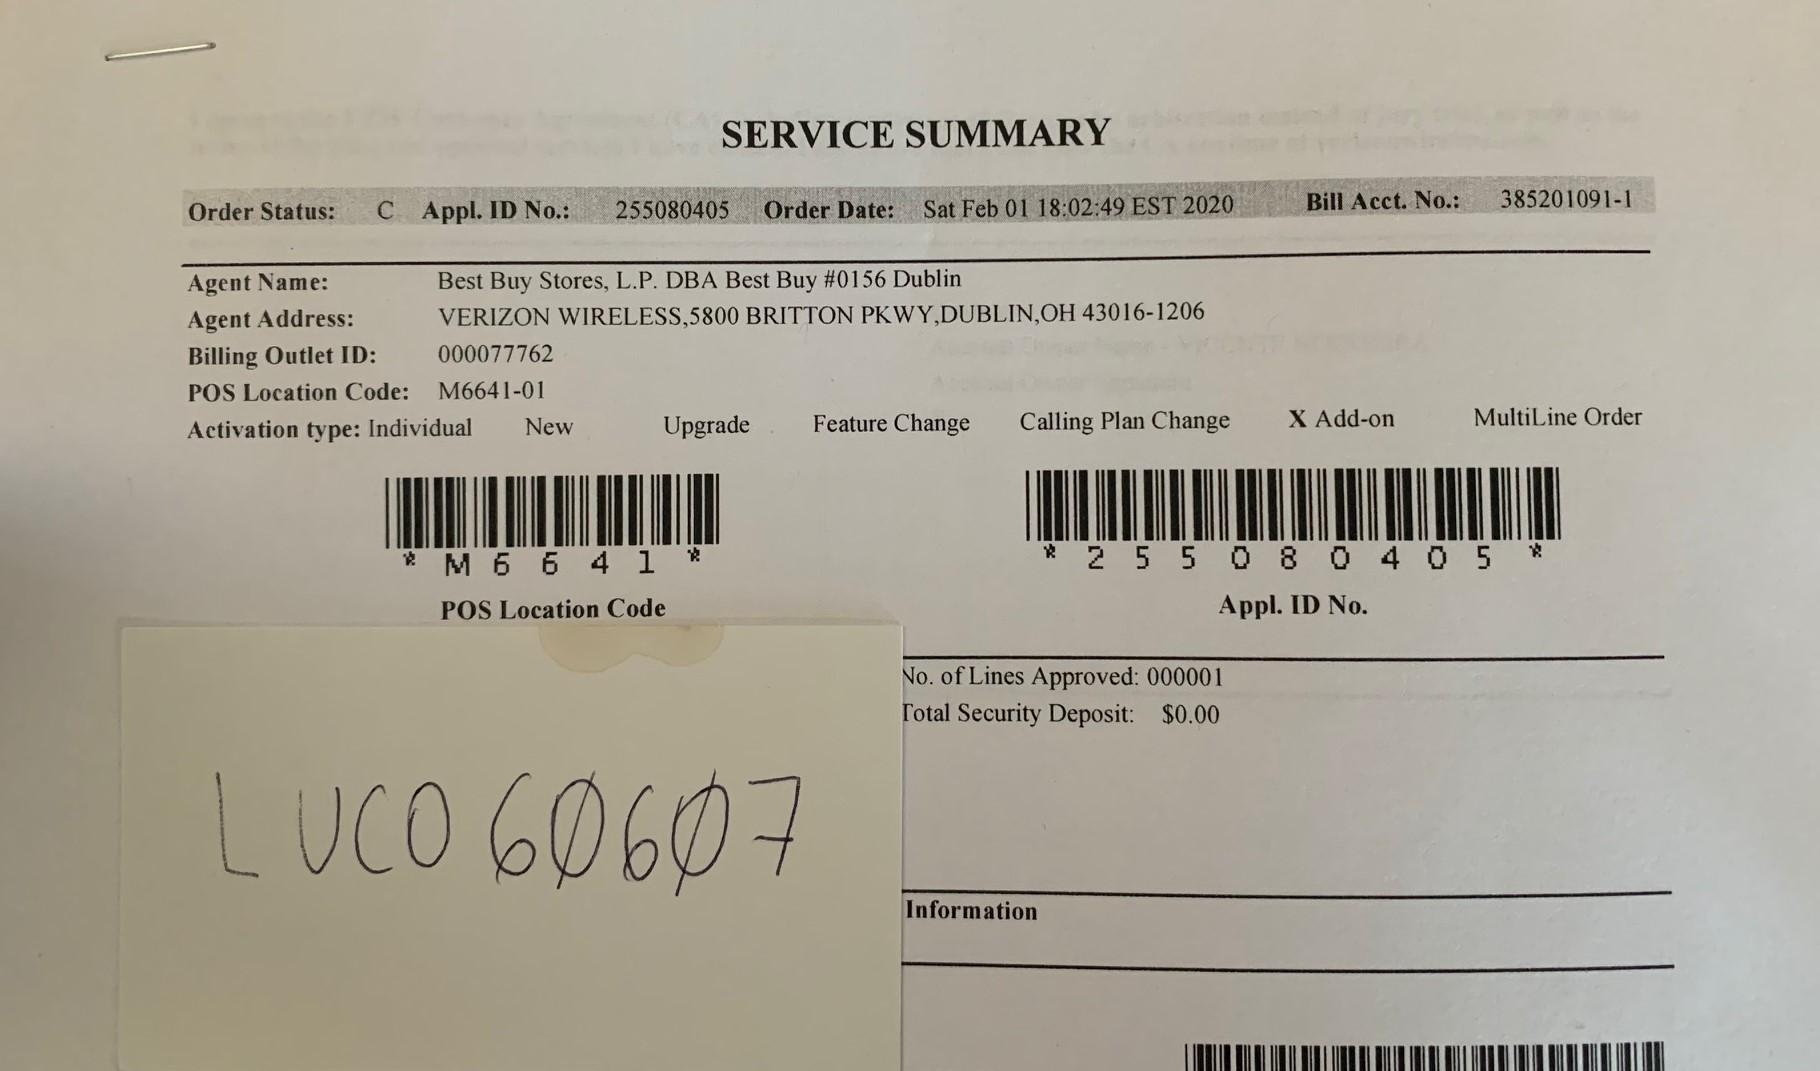 SERVICE SUMMARY
Order Status: C Appl. ID No.: 255080405 Order Date: Sat Feb 01 18:02:49 EST 2020 Bill Acct. No.: 385201091-1
Agent Name: Best Buy Stores, L.P. DBA Best Buy #0156 Dublin
Agent Address: VERIZON WIRELESS,5800 BRITTON PKWY,DUBLIN,OH 43016-1206
Billing Outlet ID: 000077762
POS Location Code: M6641-01
Activation type: Individual New Upgrade Feature Change Calling Plan Change X Add-on MultiLine Order
*M6641* *255080405*
POS Location Code Appl. ID No.
No. of Lines Approved: 000001
Total Security Deposit: $0.00
LUCO60607
Information